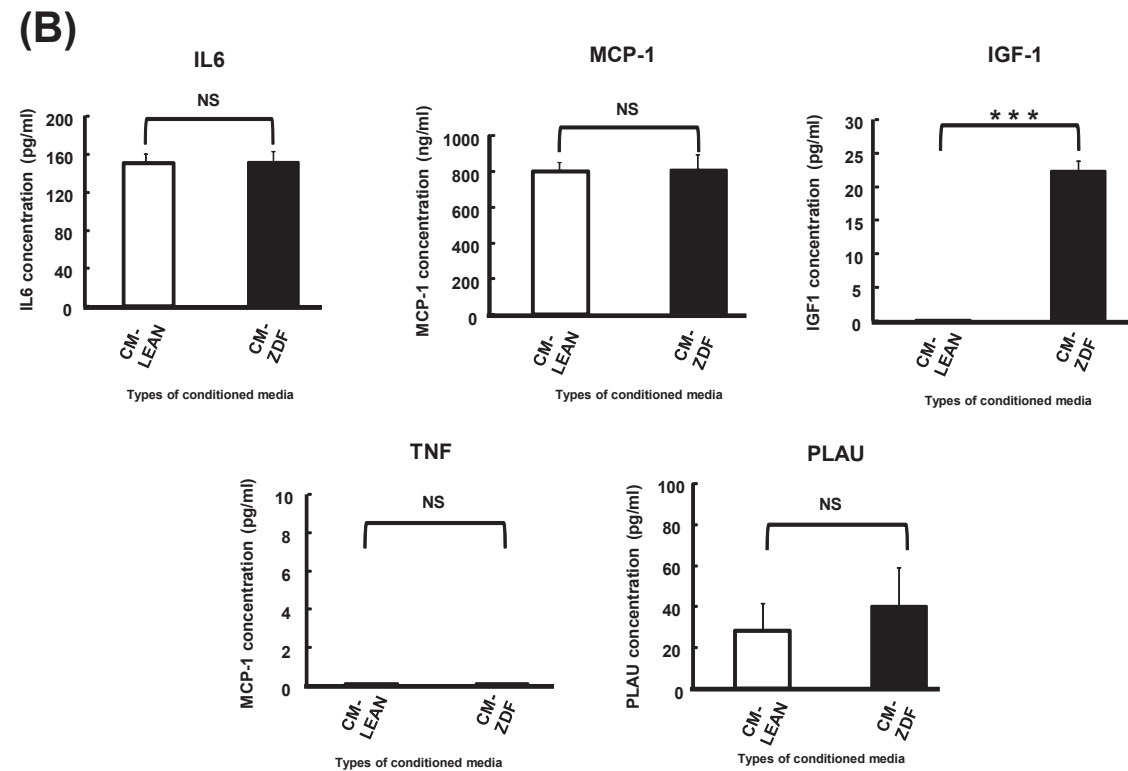 (B)
IL6
NS
IL6 concentration (pg/ml)
200
160
120
80
40
0
CM-
LEAN
CM-
ZDF
Types of conditioned media
MCP-1
NS
MCP-1 concentration (ng/ml)
1000
800
600
400
200
0
CM-
LEAN
CM-
ZDF
Types of conditioned media
IGF-1
***
IGF1 concentration (pg/ml)
30
25
20
15
10
5
0
CM-
LEAN
CM-
ZDF
Types of conditioned media
TNF
NS
MCP-1 concentration (pg/ml)
10
8
6
4
2
0
CM-
LEAN
CM-
ZDF
Types of conditioned media
PLAU
NS
PLAU concentration (pg/ml)
100
80
60
40
20
0
CM-
LEAN
CM-
ZDF
Types of conditioned media